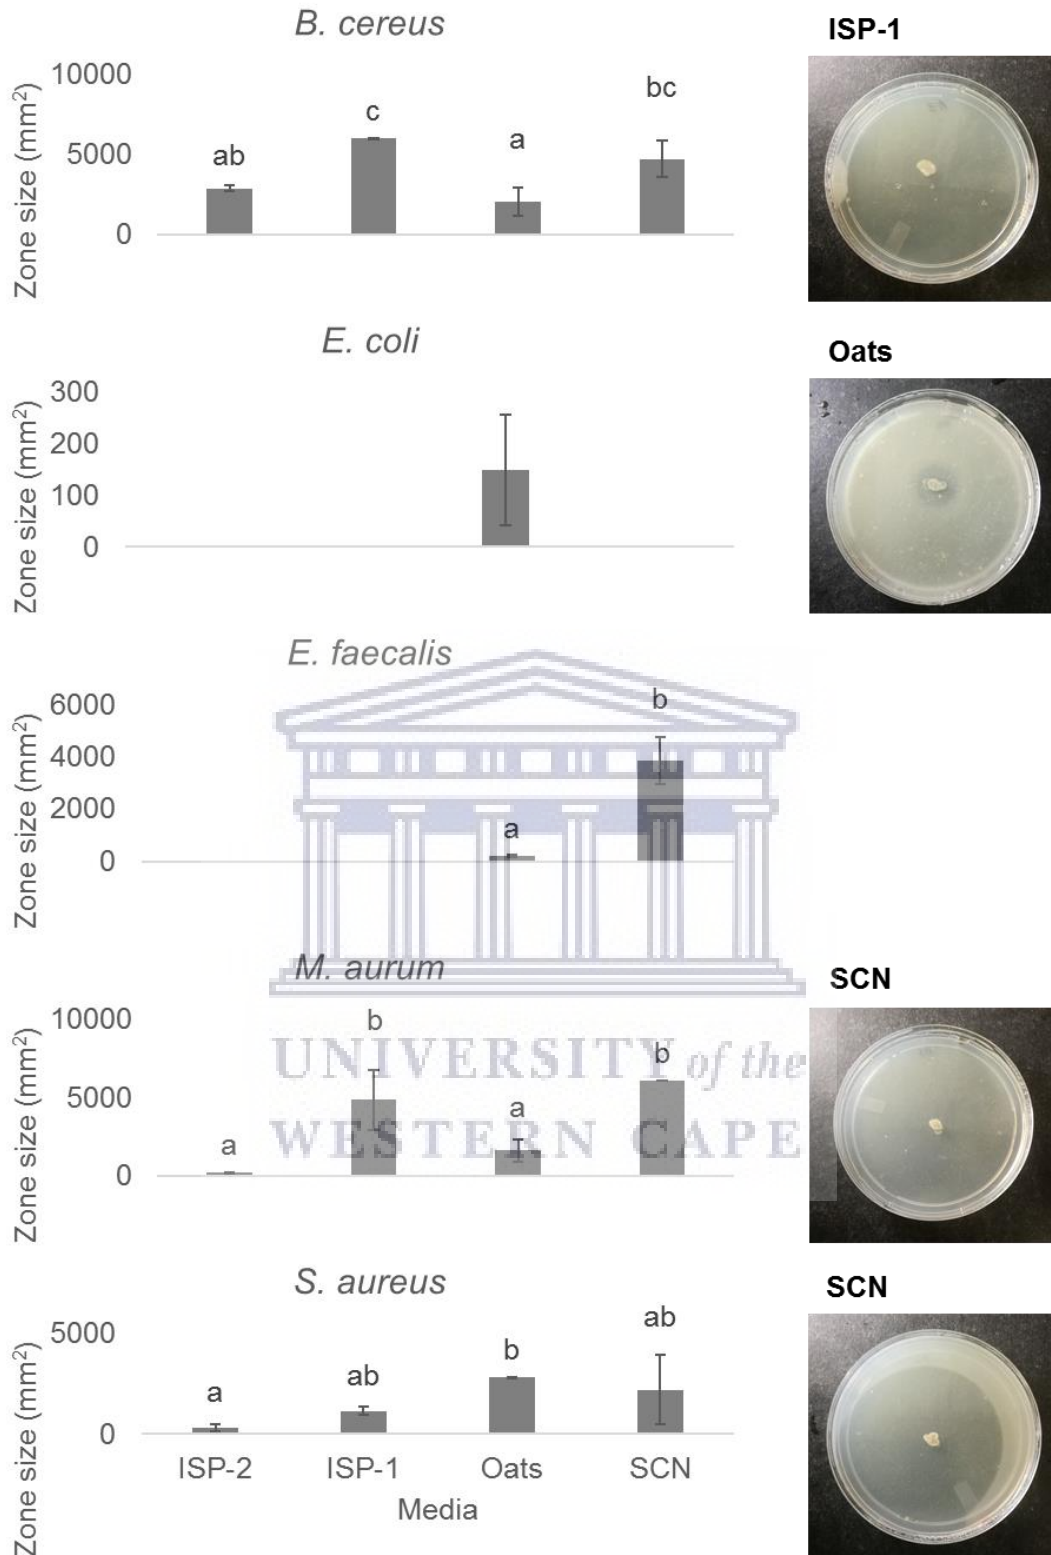 B. cereus
ISP-1
Zone size (mm²)
10000
5000
0
ab
c
a
bc
E. coli
Oats
Zone size (mm²)
300
200
100
0
E. faecalis
Zone size (mm²)
6000
4000
2000
0
a
b
M. aurum
SCN
Zone size (mm²)
10000
5000
0
a
b
a
b
UNIVERSITY of the
WESTERN CAPE
S. aureus
SCN
Zone size (mm²)
5000
0
a
ab
b
ab
ISP-2 ISP-1 Oats SCN
Media